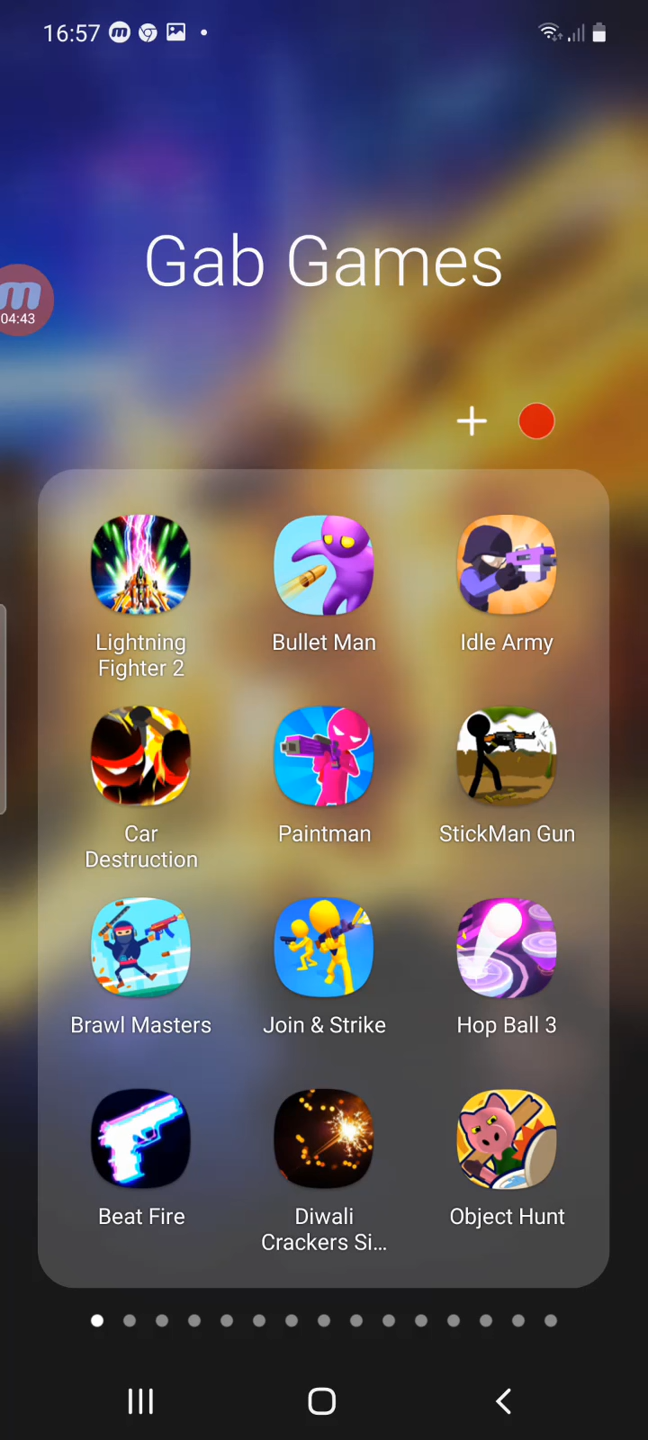 16:57
Gab Games
04:43
Lightning
Fighter 2
Bullet Man
Idle Army
Car
Destruction
Paintman
StickMan Gun
Brawl Masters
Join & Strike
Hop Ball 3
Beat Fire
Diwali
Crackers Si...
Object Hunt